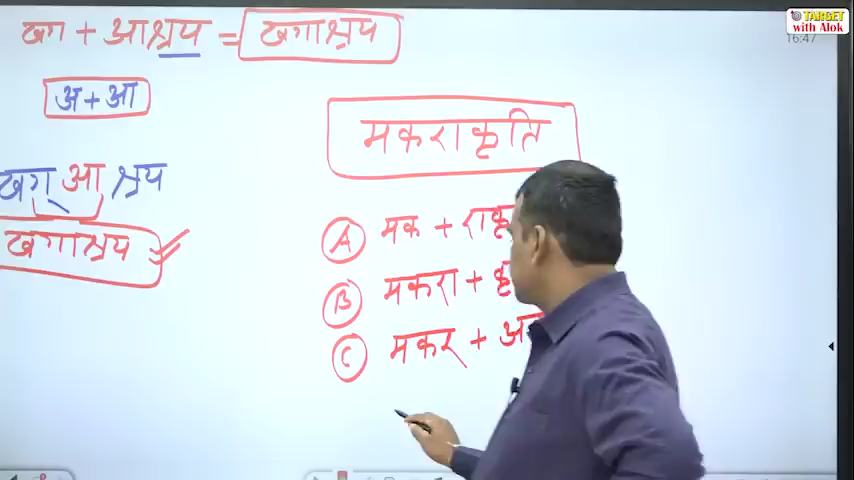 खग + आश्रय = खगाश्रय
अ + आ
खग आ श्रय
खगाश्रय
मकराकृति
A मक +
B मकरा +
C मकर +
TARGET
with Alok
16:47